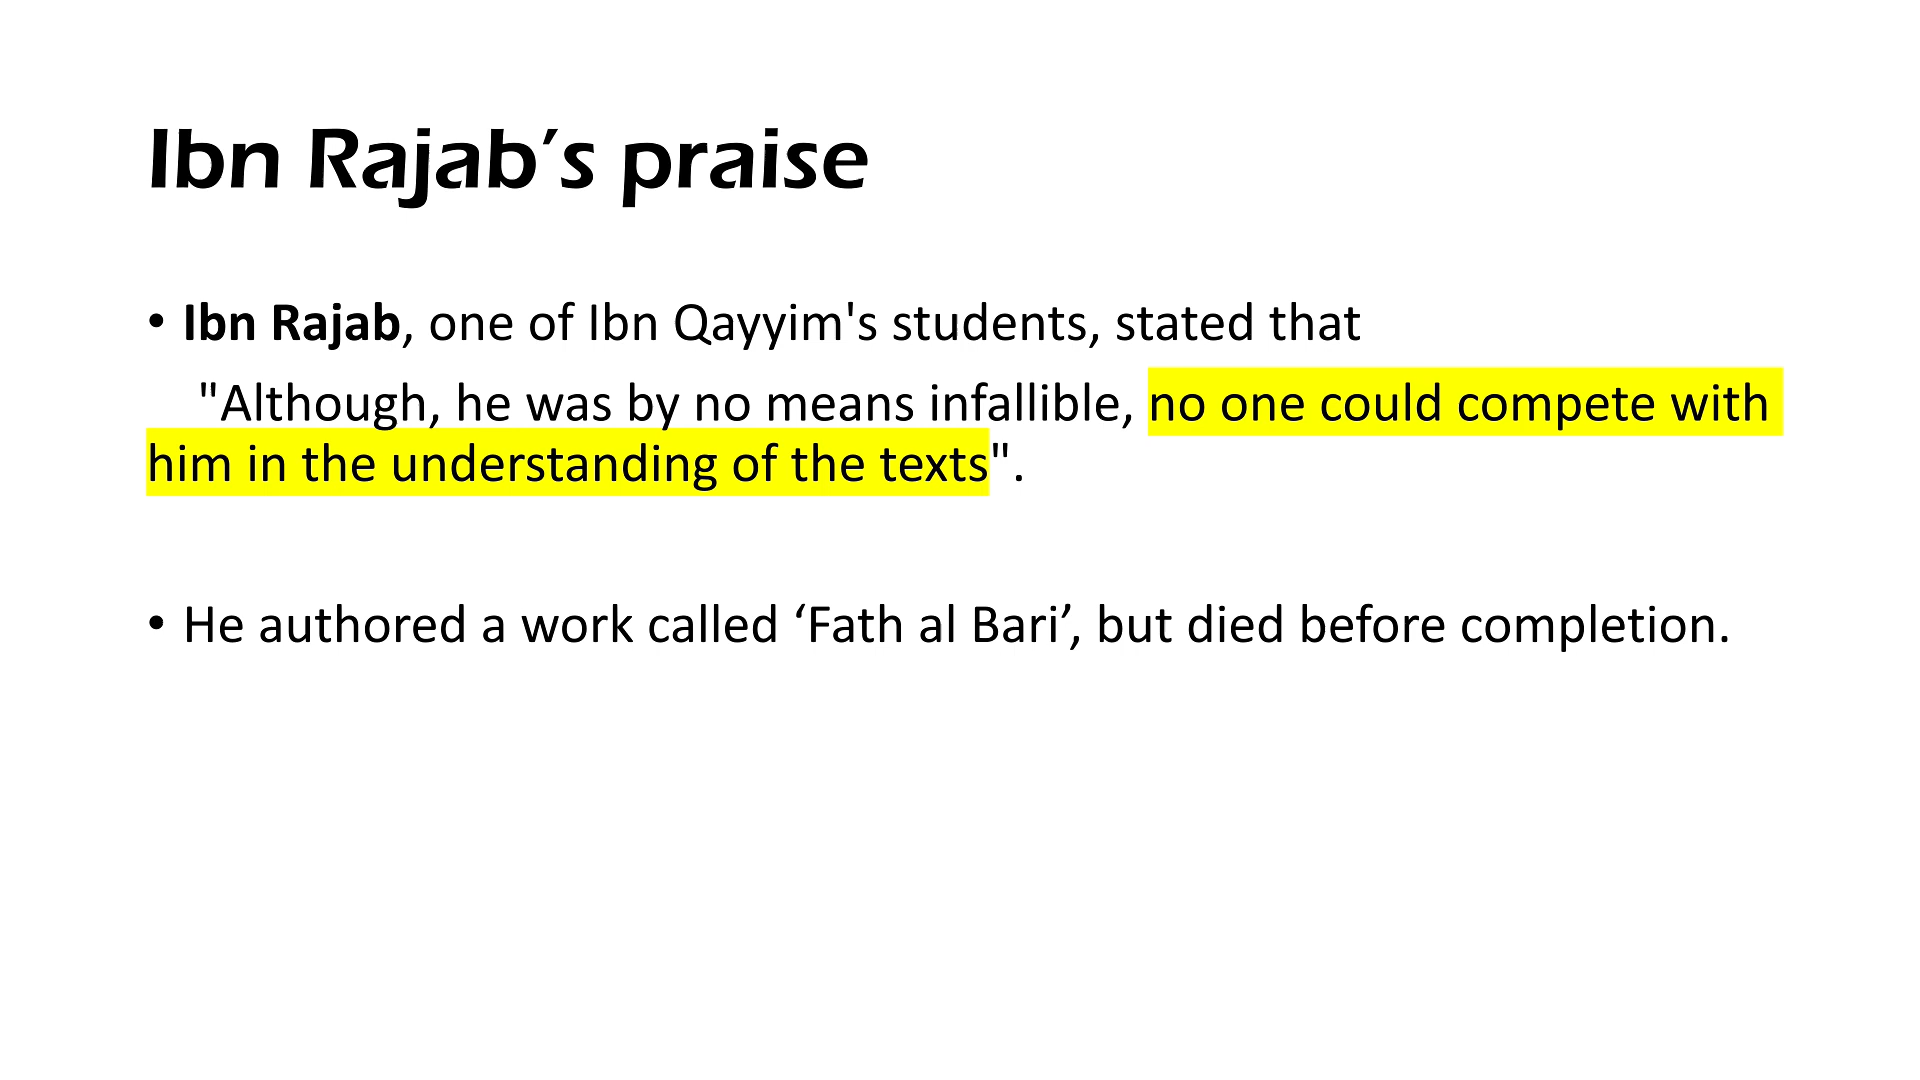 Ibn Rajab’s praise
• Ibn Rajab, one of Ibn Qayyim's students, stated that
"Although, he was by no means infallible, no one could compete with
him in the understanding of the texts".
• He authored a work called ‘Fath al Bari’, but died before completion.